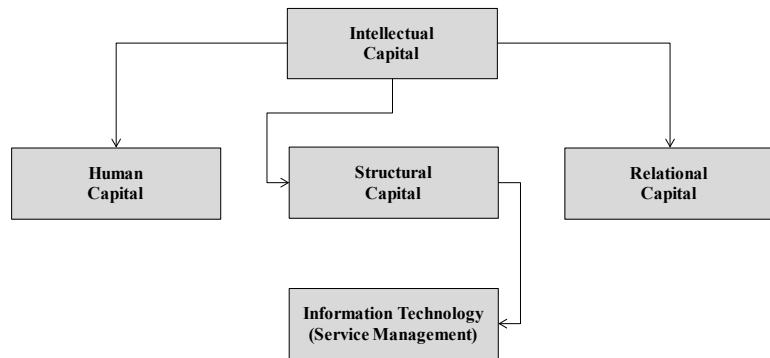 Intellectual
Capital
Human
Capital
Structural
Capital
Relational
Capital
Information Technology
(Service Management)